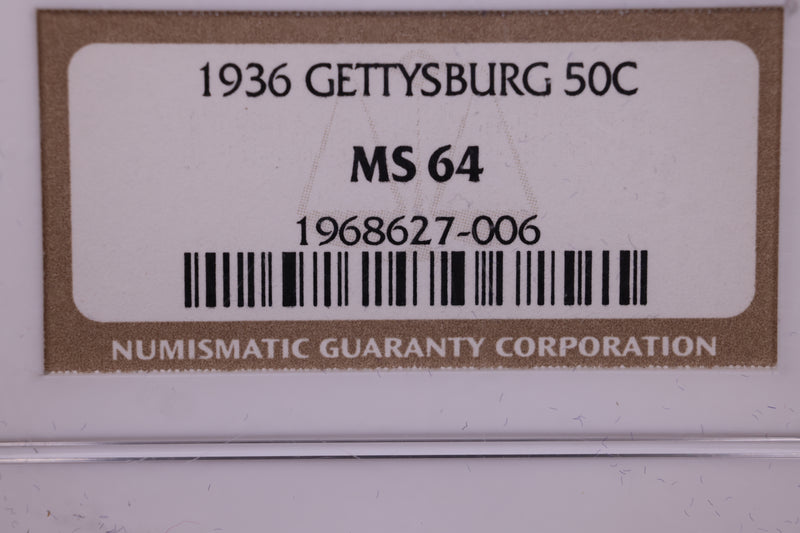 1936 GETTYSBURG 50C
MS 64
1968627-006
NUMISMATIC GUARANTY CORPORATION